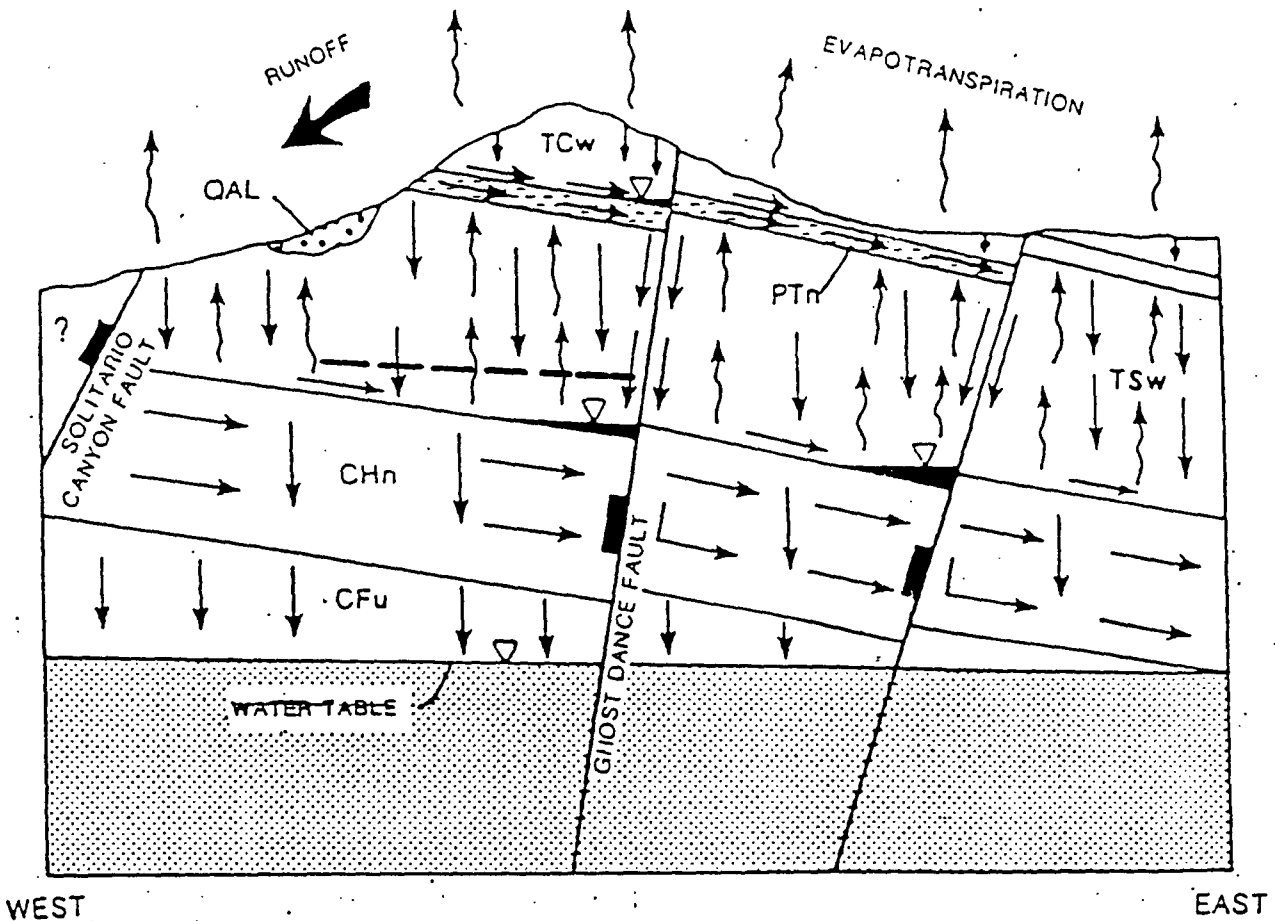 RUNOFF
EVAPOTRANSPIRATION
TCw
QAL
PTn
?
SOLITARIO
CANYON FAULT
TSw
CHn
GHOST DANCE FAULT
CFu
WATER TABLE
WEST
EAST